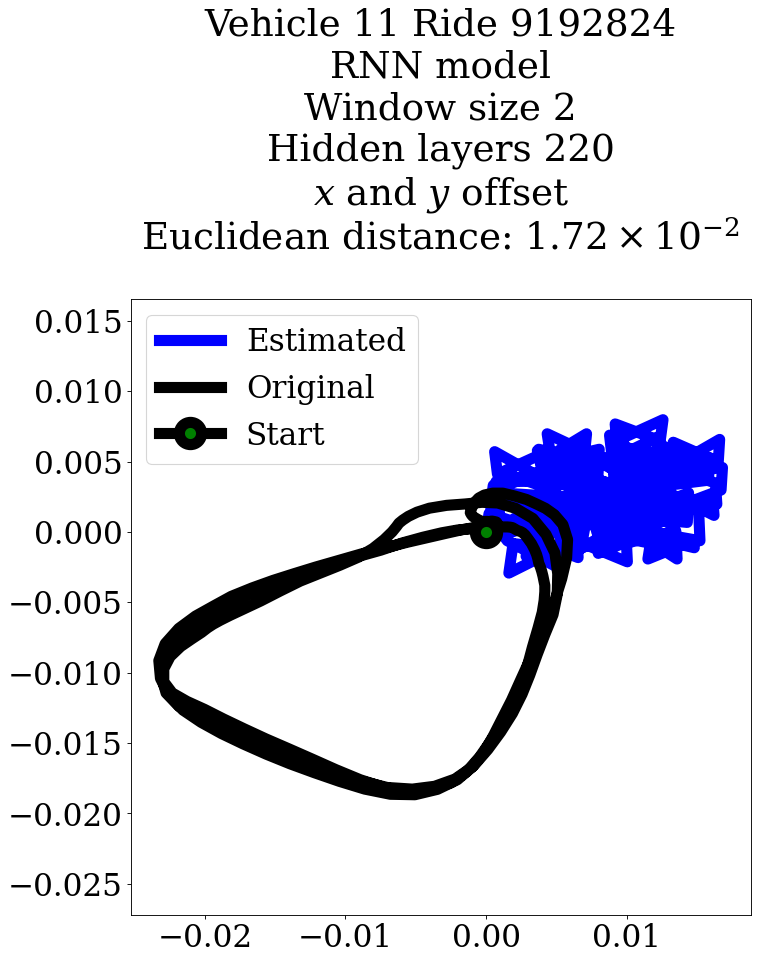 Vehicle 11 Ride 9192824
RNN model
Window size 2
Hidden layers 220
x and y offset
Euclidean distance: 1.72 × 10⁻²
Estimated
Original
Start
0.015
0.010
0.005
0.000
−0.005
−0.010
−0.015
−0.020
−0.025
−0.02 −0.01 0.00 0.01